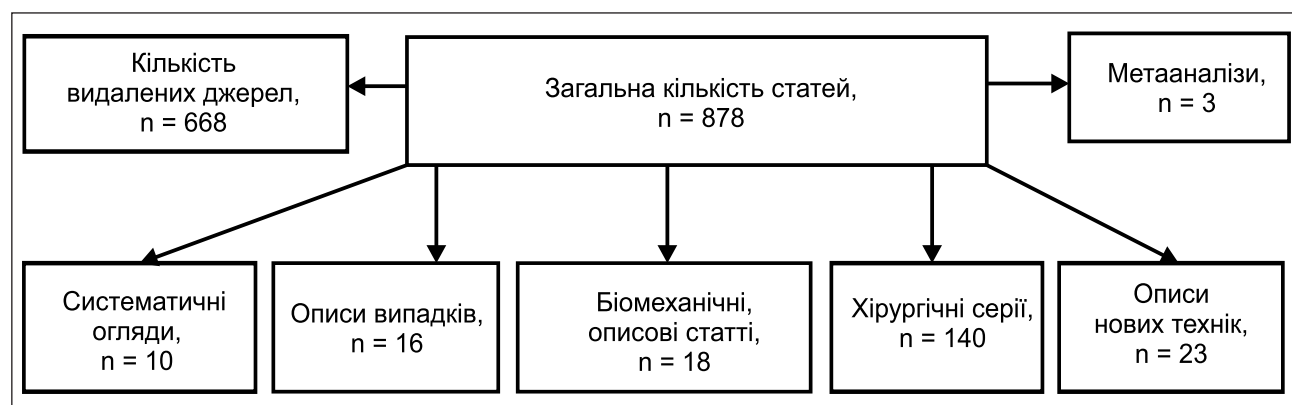 Кількість
видалених джерел,
n = 668
Загальна кількість статей,
n = 878
Метааналізи,
n = 3
Систематичні
огляди,
n = 10
Описи випадків,
n = 16
Біомеханічні,
описові статті,
n = 18
Хірургічні серії,
n = 140
Описи
нових технік,
n = 23